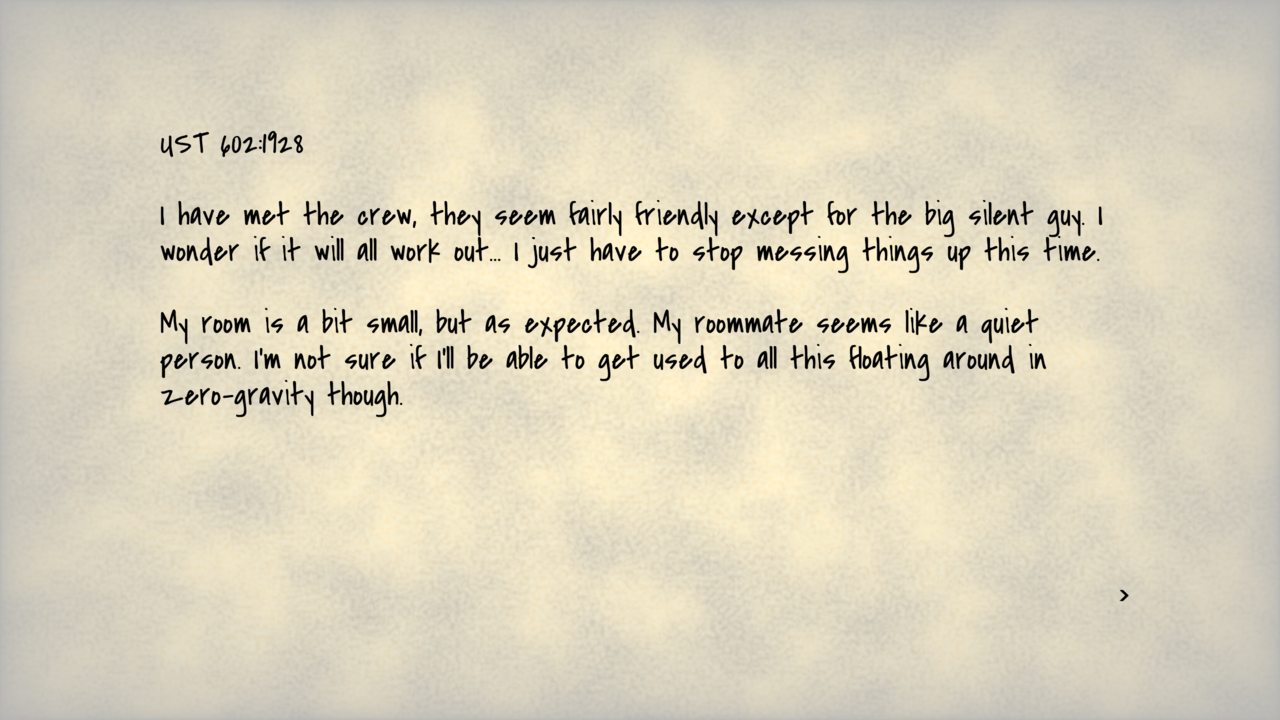 UST 602:1928
I have met the crew, they seem fairly friendly except for the big silent guy. I
wonder if it will all work out... I just have to stop messing things up this time.
My room is a bit small, but as expected. My roommate seems like a quiet
person. I'm not sure if I'll be able to get used to all this floating around in
zero-gravity though.
>